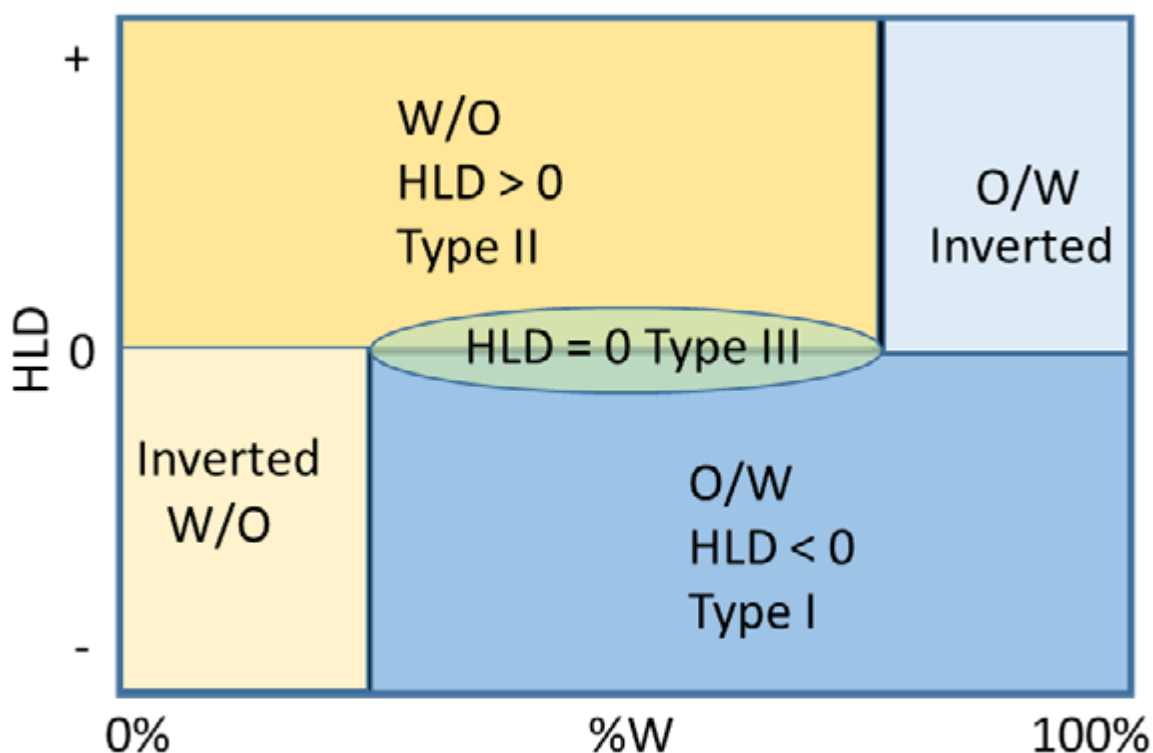 +
W/O
HLD > 0
Type II
O/W
Inverted
HLD
0
HLD = 0 Type III
Inverted
W/O
O/W
HLD < 0
Type I
-
0%
%W
100%